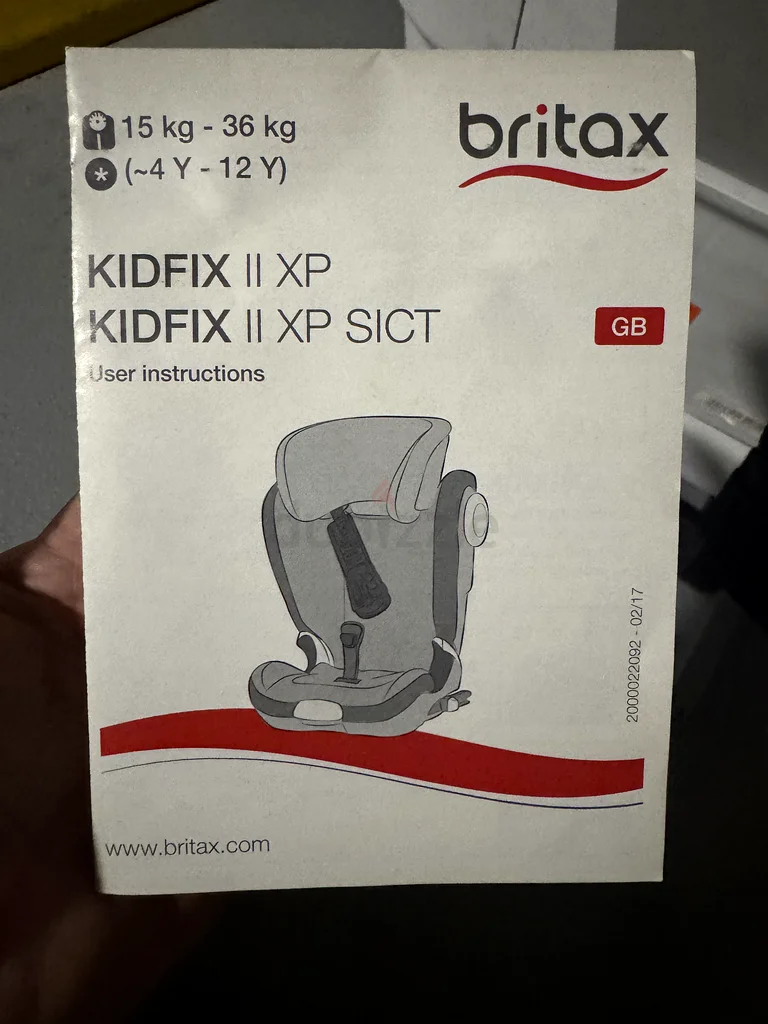 15 kg - 36 kg
(~4 Y - 12 Y)
britax
KIDFIX II XP
KIDFIX II XP SICT
GB
User instructions
2000022092 - 02/17
www.britax.com